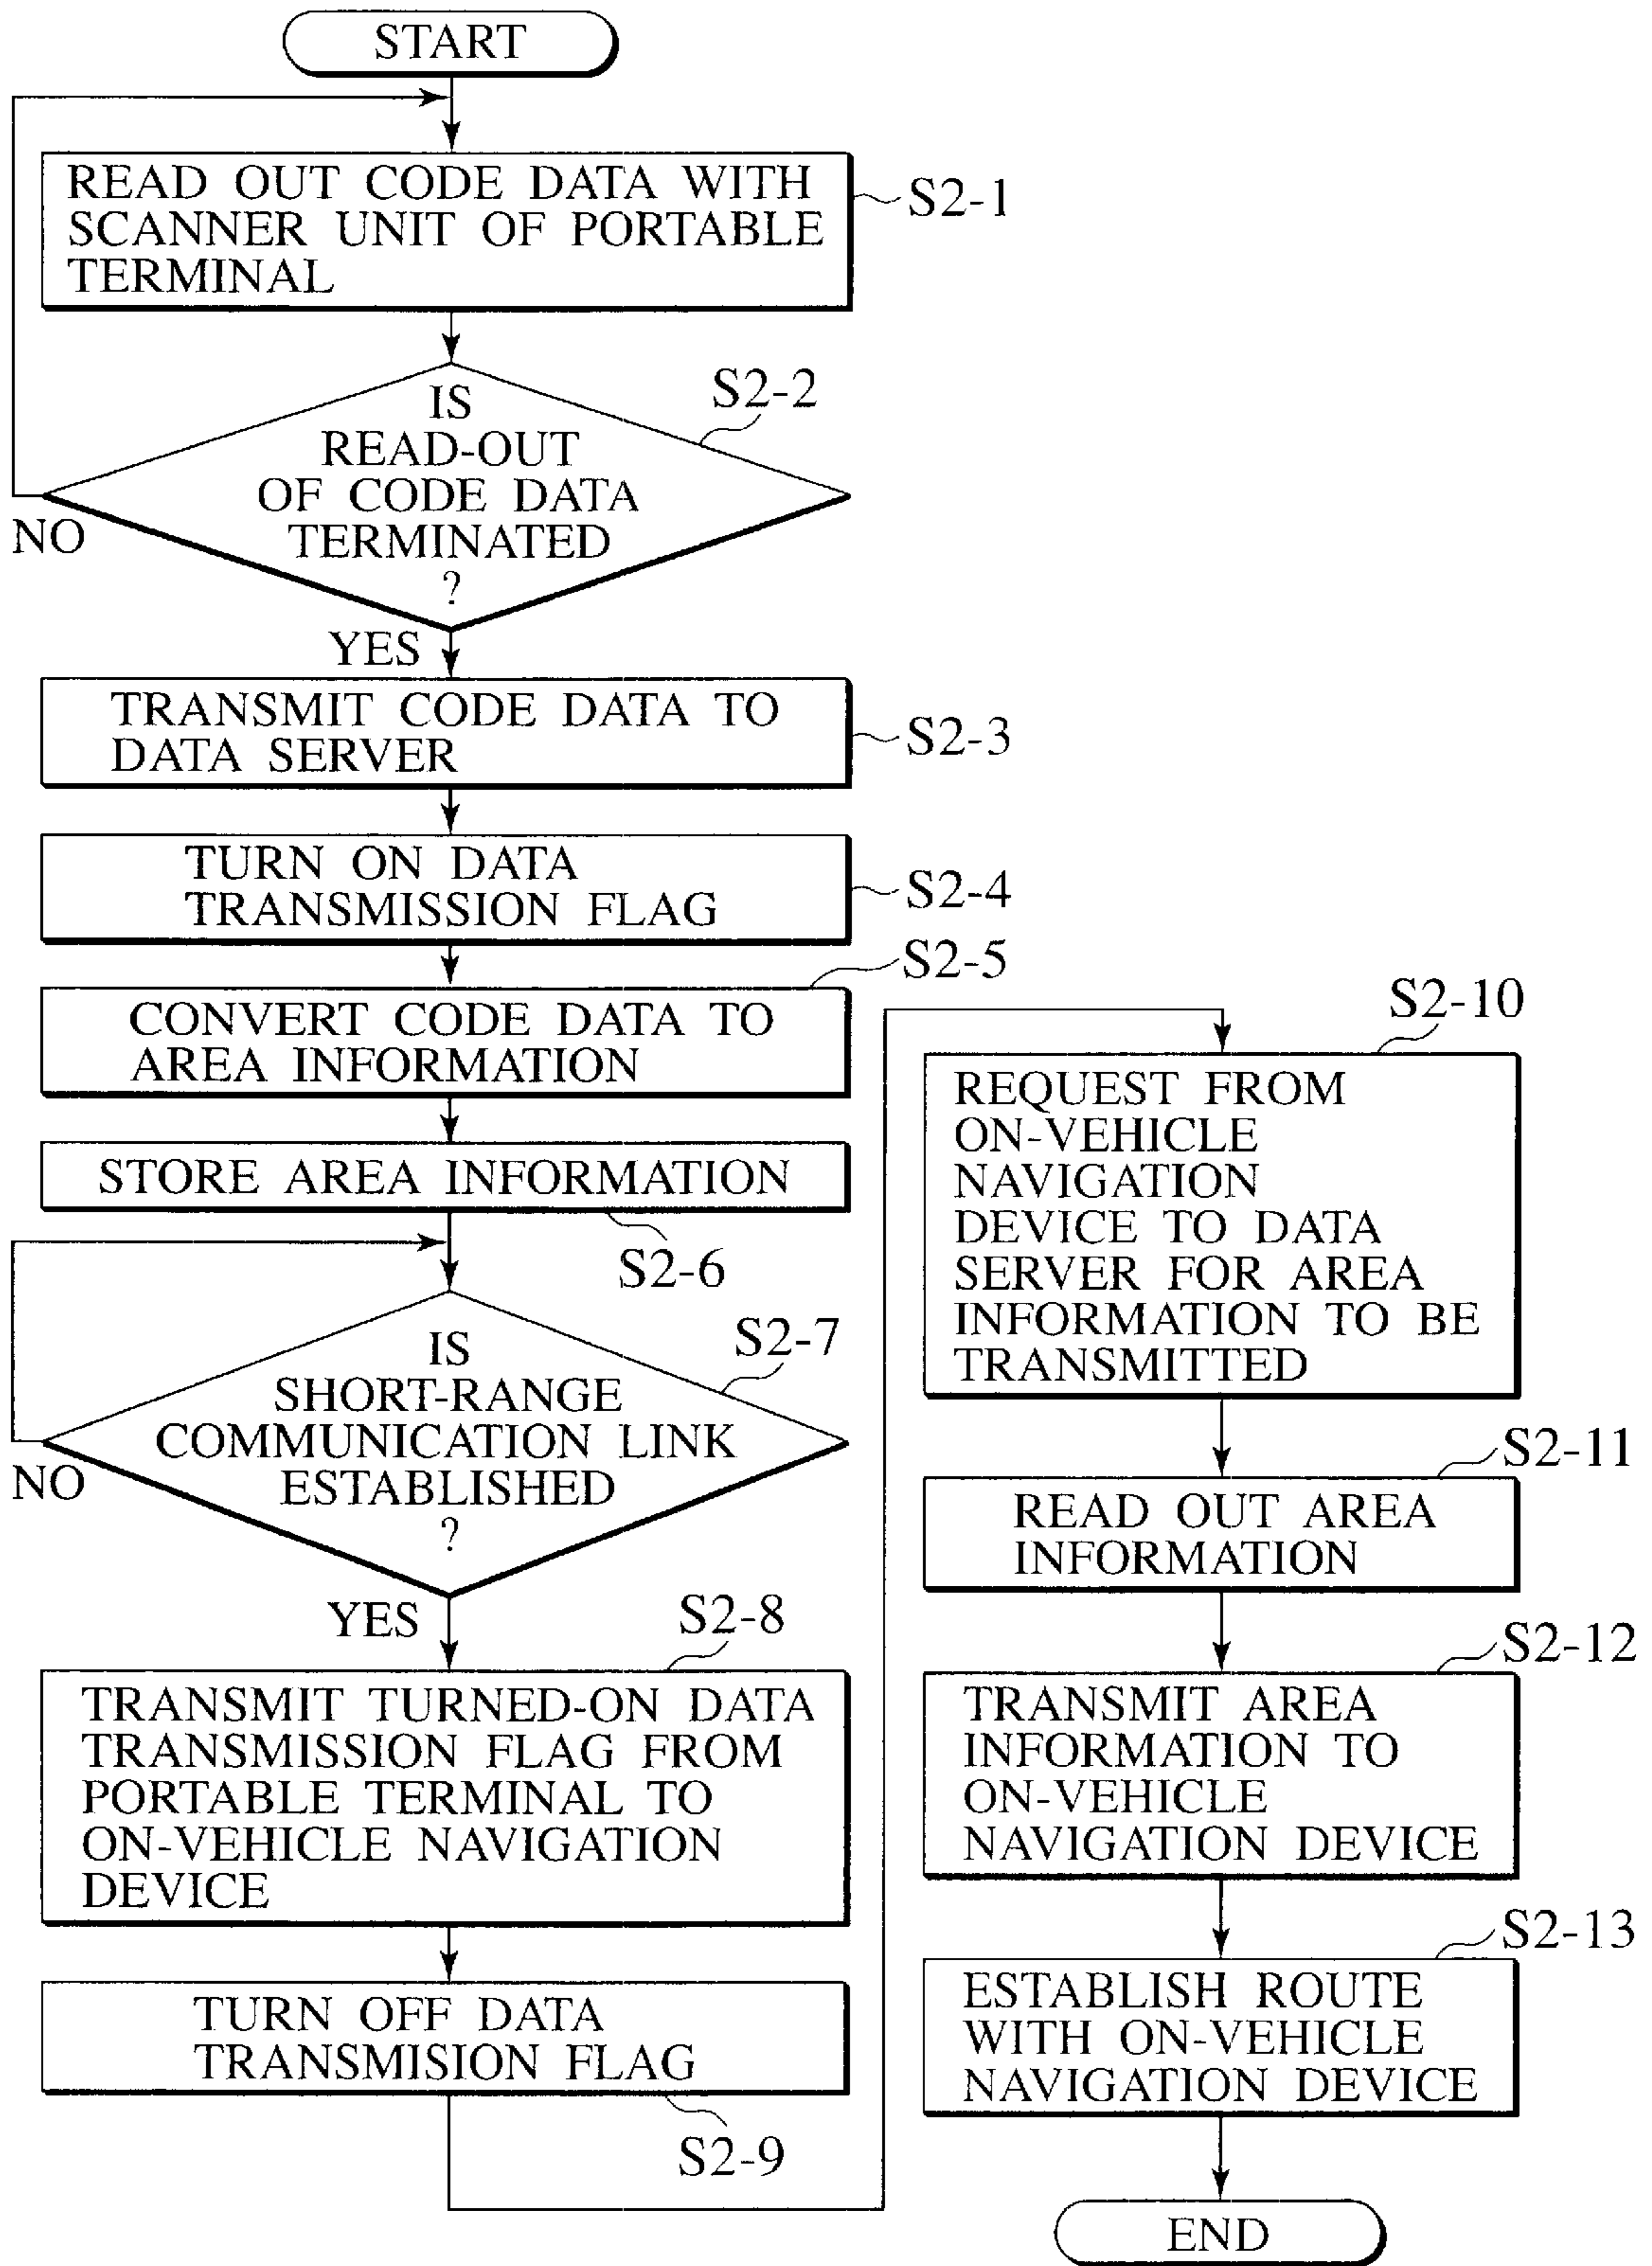 START
READ OUT CODE DATA WITH
SCANNER UNIT OF PORTABLE
TERMINAL
S2-1
S2-2
IS
READ-OUT
OF CODE DATA
TERMINATED
?
NO
YES
TRANSMIT CODE DATA TO
DATA SERVER
S2-3
TURN ON DATA
TRANSMISSION FLAG
S2-4
S2-5
CONVERT CODE DATA TO
AREA INFORMATION
STORE AREA INFORMATION
S2-6
S2-7
IS
SHORT-RANGE
COMMUNICATION LINK
ESTABLISHED
?
NO
YES
S2-8
TRANSMIT TURNED-ON DATA
TRANSMISSION FLAG FROM
PORTABLE TERMINAL TO
ON-VEHICLE NAVIGATION
DEVICE
TURN OFF DATA
TRANSMISION FLAG
S2-9
S2-10
REQUEST FROM
ON-VEHICLE
NAVIGATION
DEVICE TO DATA
SERVER FOR AREA
INFORMATION TO BE
TRANSMITTED
S2-11
READ OUT AREA
INFORMATION
S2-12
TRANSMIT AREA
INFORMATION TO
ON-VEHICLE
NAVIGATION DEVICE
S2-13
ESTABLISH ROUTE
WITH ON-VEHICLE
NAVIGATION DEVICE
END